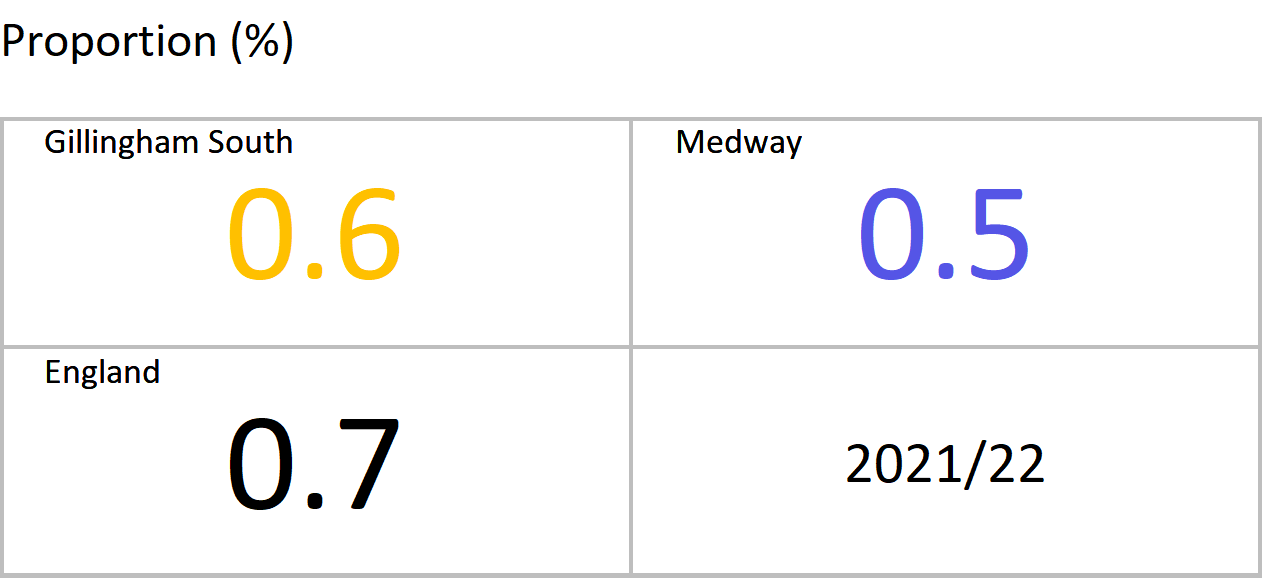 Proportion (%)
Gillingham South
0.6
Medway
0.5
England
0.7
2021/22